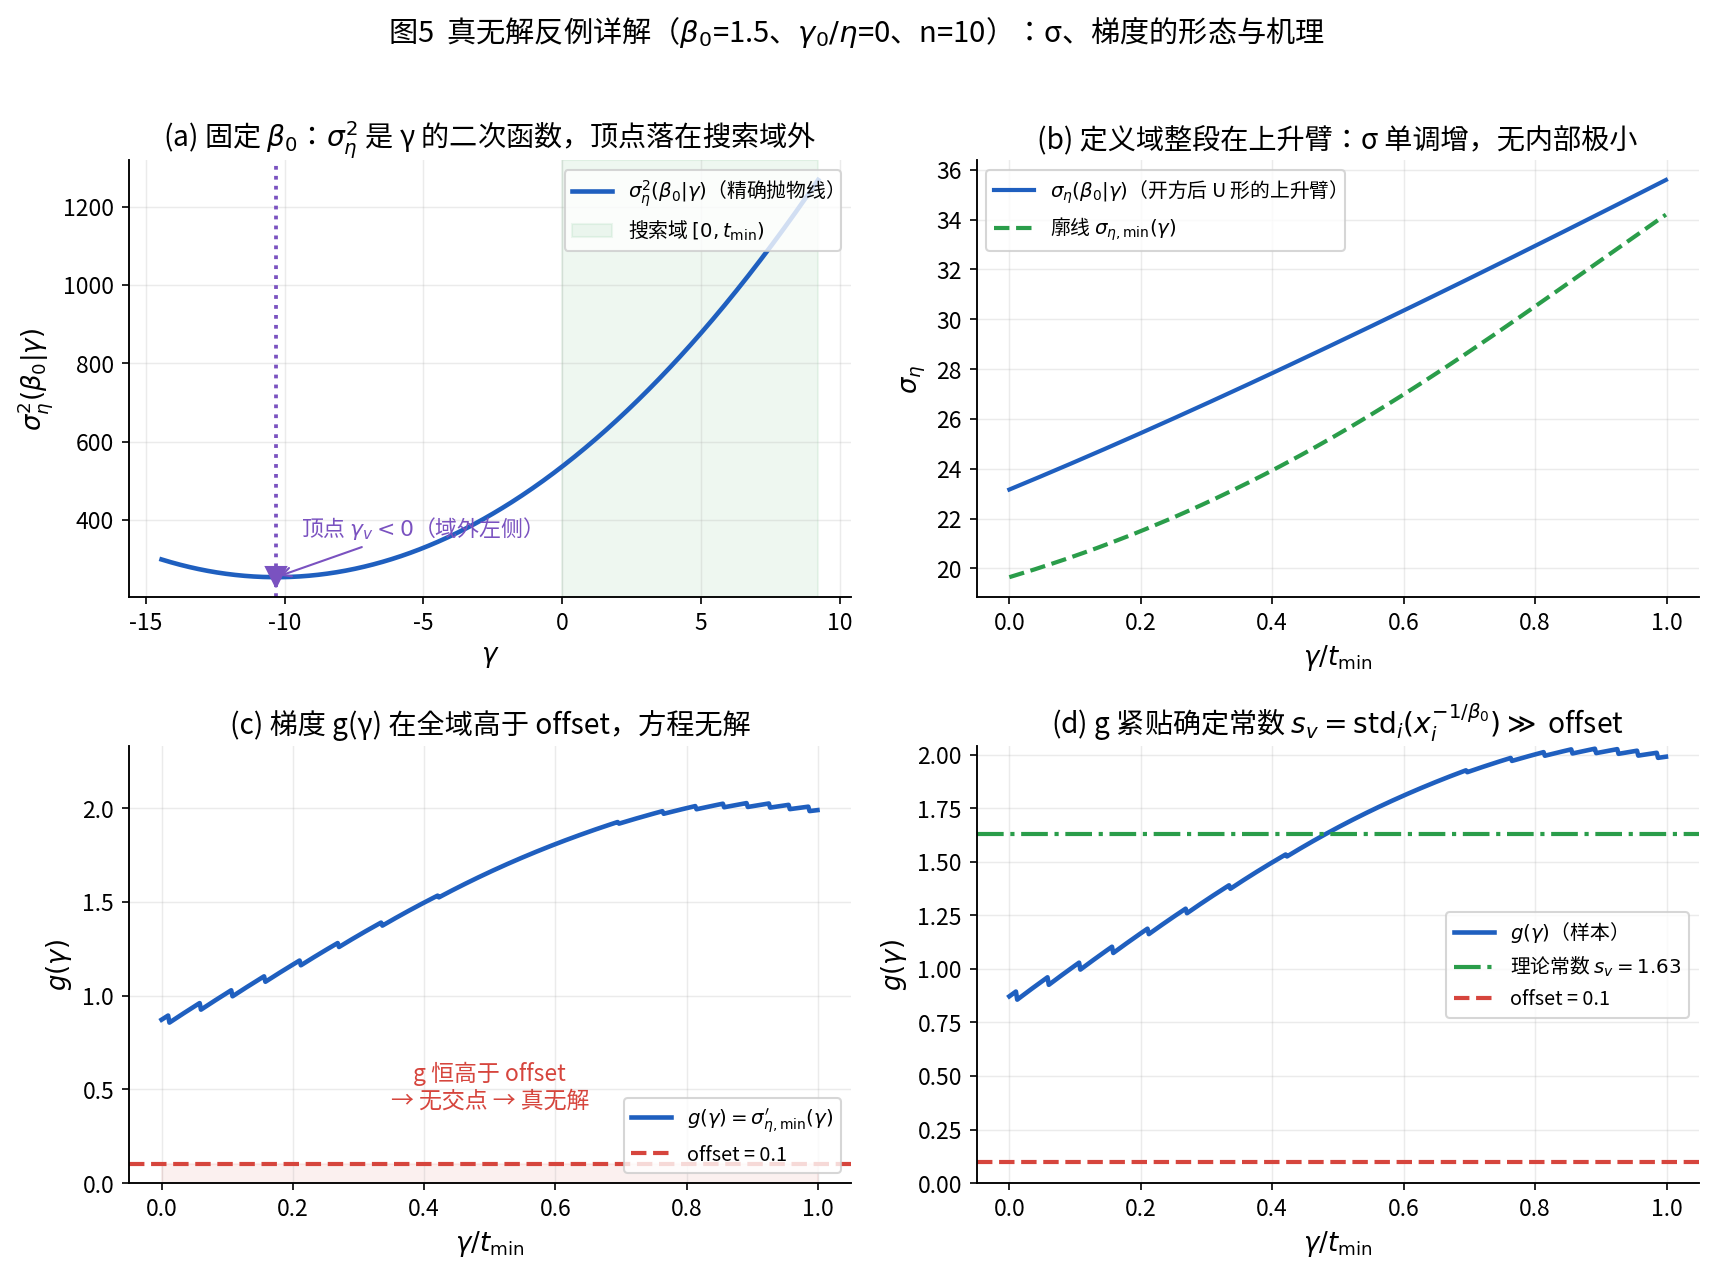 图5 真无解反例详解（β₀=1.5、γ₀/η=0、n=10）：σ、梯度的形态与机理
(a) 固定 β₀：σ²_η 是 γ 的二次函数，顶点落在搜索域外
σ²_η(β₀|γ)（精确抛物线）
搜索域 [0, t_min)
顶点 γ_v < 0（域外左侧）
σ²_η(β₀|γ)
1200
1000
800
600
400
-15 -10 -5 0 5 10
γ
(b) 定义域整段在上升臂：σ 单调增，无内部极小
σ_η(β₀|γ)（开方后 U 形的上升臂）
廓线 σ_η,min(γ)
σ_η
36
34
32
30
28
26
24
22
20
0.0 0.2 0.4 0.6 0.8 1.0
γ/t_min
(c) 梯度 g(γ) 在全域高于 offset，方程无解
g(γ)
2.0
1.5
1.0
0.5
0.0
g 恒高于 offset
→ 无交点 → 真无解
g(γ) = σ′_η,min(γ)
offset = 0.1
0.0 0.2 0.4 0.6 0.8 1.0
γ/t_min
(d) g 紧贴确定常数 s_v = std_i(x_i^{-1/β₀}) ≫ offset
g(γ)
2.00
1.75
1.50
1.25
1.00
0.75
0.50
0.25
0.00
g(γ)（样本）
理论常数 s_v = 1.63
offset = 0.1
0.0 0.2 0.4 0.6 0.8 1.0
γ/t_min